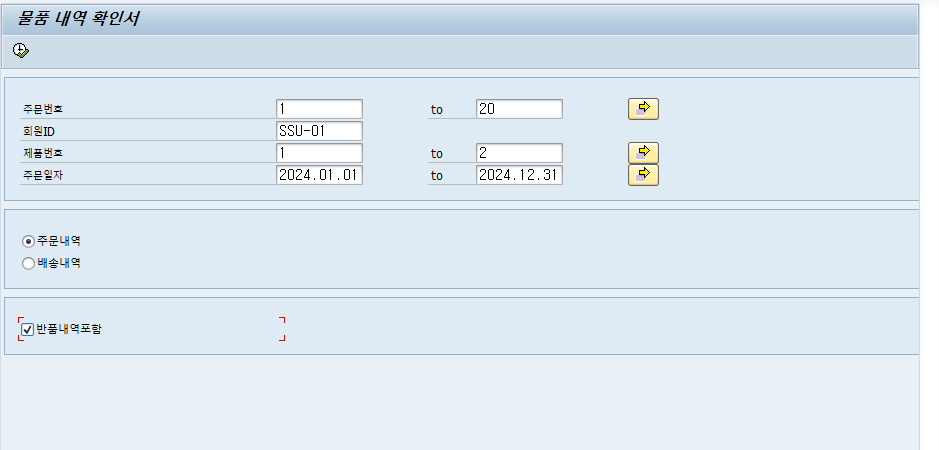 물품 내역 확인서
주문번호 1 to 20
회원ID SSU-01
제품번호 1 to 2
주문일자 2024.01.01 to 2024.12.31
주문내역
배송내역
반품내역포함